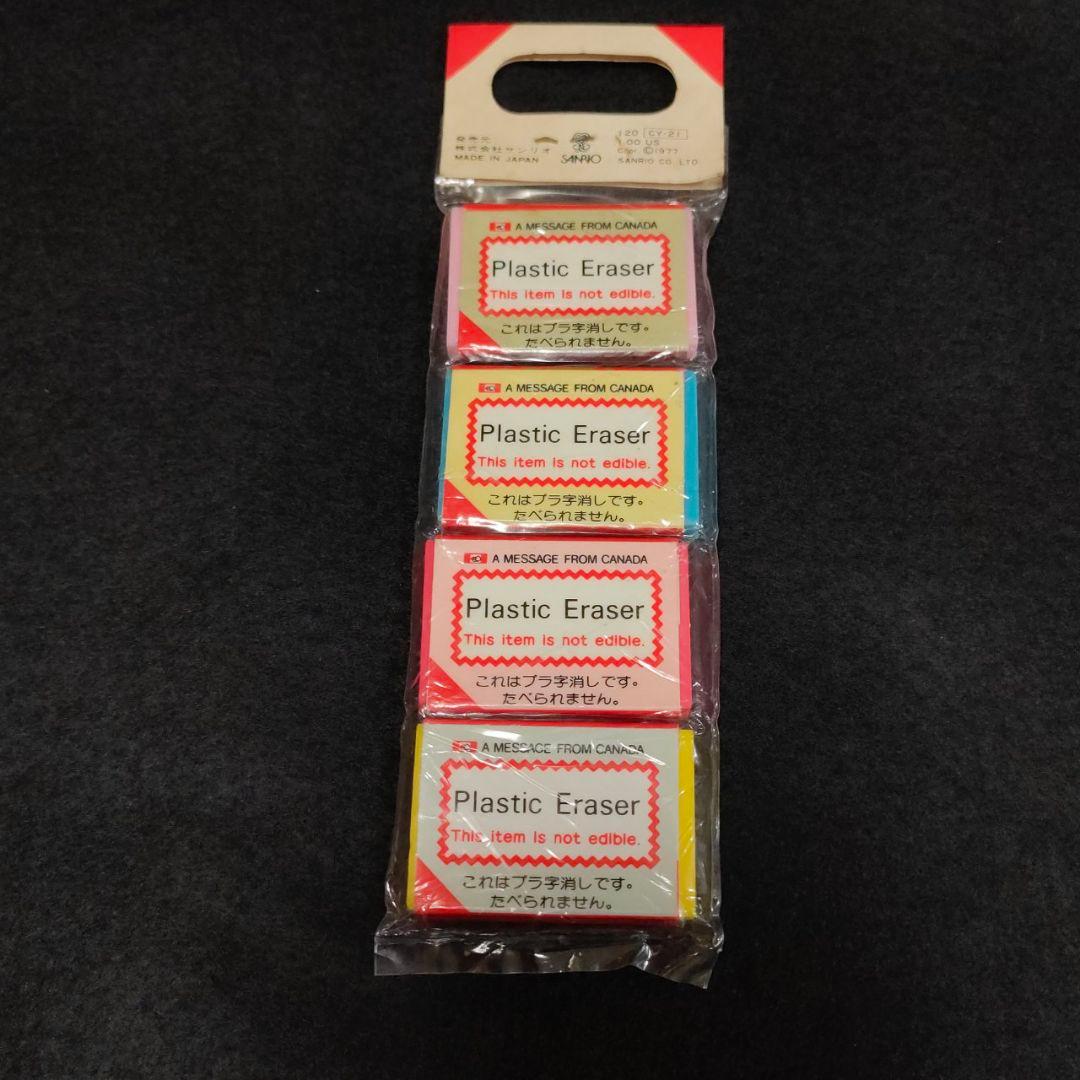 発売元
株式会社サンリオ
MADE IN JAPAN
SANRIO
120 CY-21
1.00 US
©1977
SANRIO CO. LTD
A MESSAGE FROM CANADA
Plastic Eraser
This item is not edible.
これはプラ字消しです。
たべられません。
A MESSAGE FROM CANADA
Plastic Eraser
This item is not edible.
これはプラ字消しです。
たべられません。
A MESSAGE FROM CANADA
Plastic Eraser
This item is not edible.
これはプラ字消しです。
たべられません。
A MESSAGE FROM CANADA
Plastic Eraser
This item is not edible.
これはプラ字消しです。
たべられません。